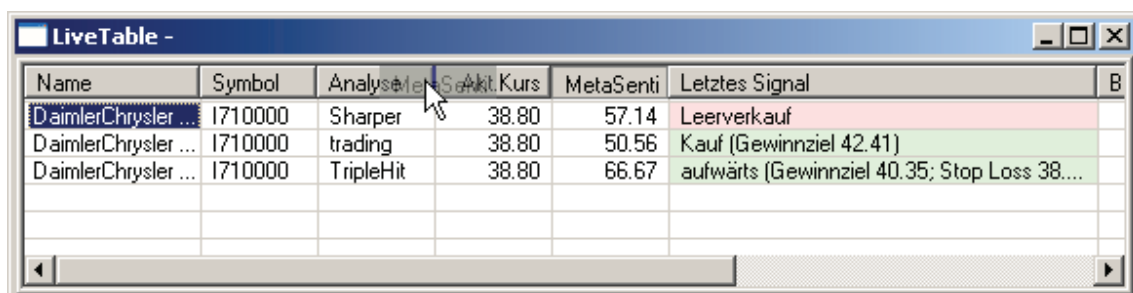 LiveTable -
Name Symbol Analyse MetaSenti Akt.Kurs MetaSenti Letztes Signal B
DaimlerChrysler ... I710000 Sharper 38.80 57.14 Leerverkauf
DaimlerChrysler ... I710000 trading 38.80 50.56 Kauf (Gewinnziel 42.41)
DaimlerChrysler ... I710000 TripleHit 38.80 66.67 aufwärts (Gewinnziel 40.35; Stop Loss 38....